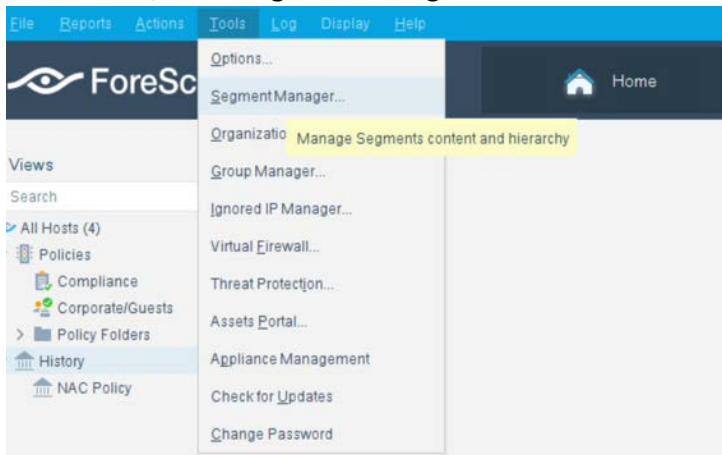 File Reports Actions Tools Log Display Help
ForeSc
Home
Options...
Segment Manager...
Organizatio
Manage Segments content and hierarchy
Group Manager...
Ignored IP Manager...
Virtual Firewall...
Threat Protection...
Assets Portal...
Appliance Management
Check for Updates
Change Password
Views
Search
All Hosts (4)
Policies
Compliance
Corporate/Guests
Policy Folders
History
NAC Policy